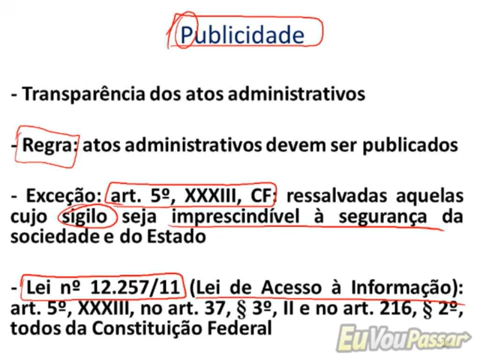 Publicidade
- Transparência dos atos administrativos
- Regra: atos administrativos devem ser publicados
- Exceção: art. 5º, XXXIII, CF: ressalvadas aquelas
cujo sigilo seja imprescindível à segurança da
sociedade e do Estado
- Lei nº 12.257/11 (Lei de Acesso à Informação):
art. 5º, XXXIII, no art. 37, § 3º, II e no art. 216, § 2º,
todos da Constituição Federal
EuVouPassar